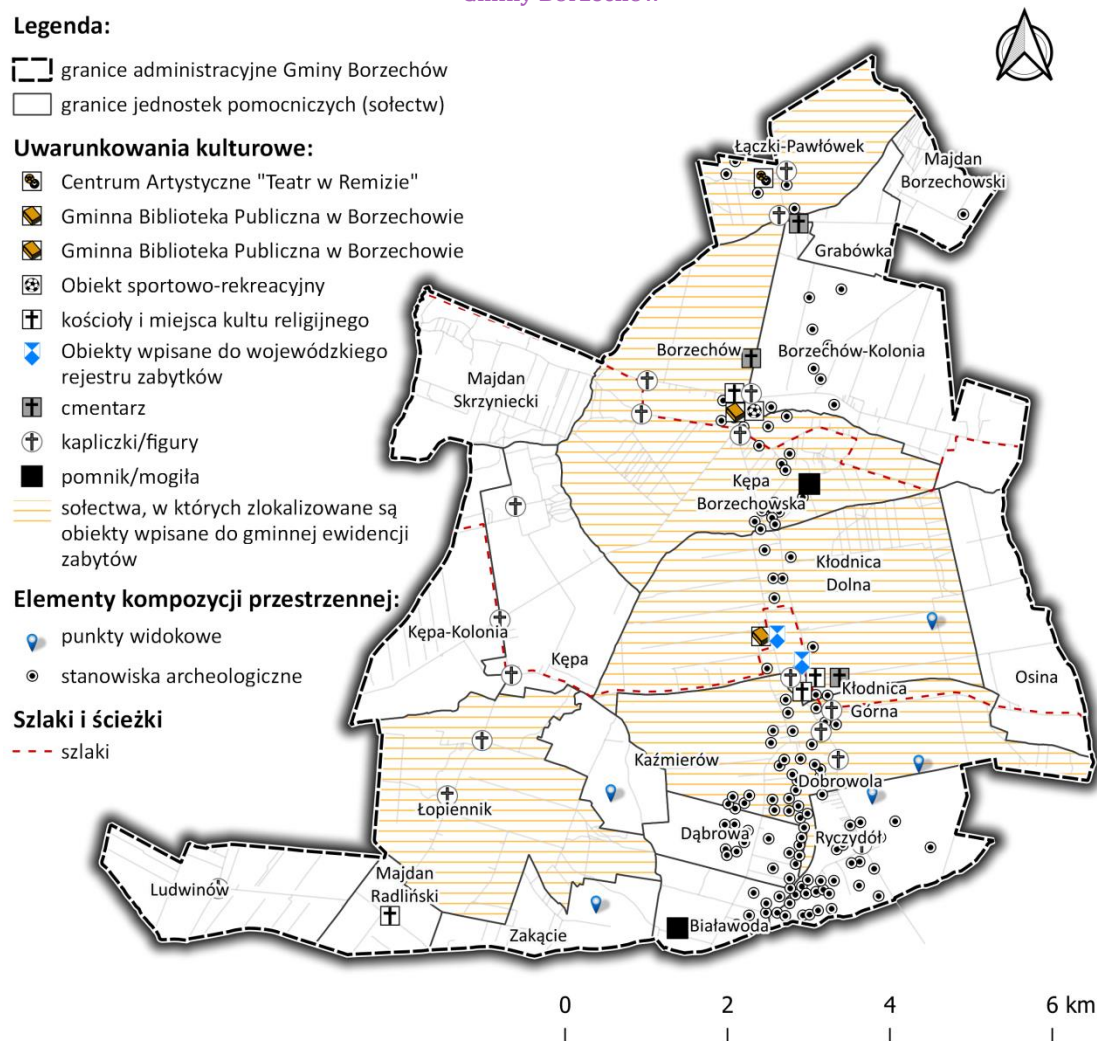 Gminy Borzechów
Legenda:
granice administracyjne Gminy Borzechów
granice jednostek pomocniczych (sołectw)
Uwarunkowania kulturowe:
Centrum Artystyczne "Teatr w Remizie"
Gminna Biblioteka Publiczna w Borzechowie
Gminna Biblioteka Publiczna w Borzechowie
Obiekt sportowo-rekreacyjny
kościoły i miejsca kultu religijnego
Obiekty wpisane do wojewódzkiego
rejestru zabytków
cmentarz
kapliczki/figury
pomnik/mogiła
sołectwa, w których zlokalizowane są
obiekty wpisane do gminnej ewidencji
zabytów
Elementy kompozycji przestrzennej:
punkty widokowe
stanowiska archeologiczne
Szlaki i ścieżki
szlaki
Łączki-Pawłówek
Majdan
Borzechowski
Grabówka
Borzechów
Borzechów-Kolonia
Majdan
Skrzyniecki
Kępa
Borzechowska
Kłodnica
Dolna
Kępa-Kolonia
Kępa
Osina
Kłodnica
Górna
Kaźmierów
Dobrowola
Łopiennik
Dąbrowa
Ryczydół
Ludwinów
Majdan
Radliński
Zakącie
Białawoda
0 2 4 6 km